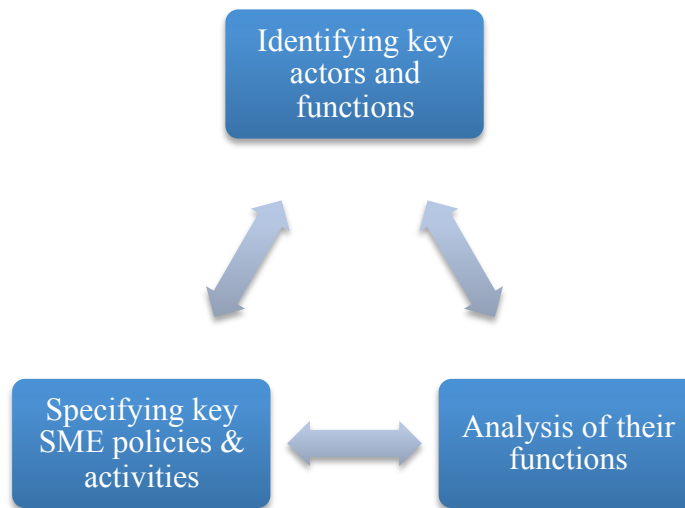 Identifying key
actors and
functions
Specifying key
SME policies &
activities
Analysis of their
functions